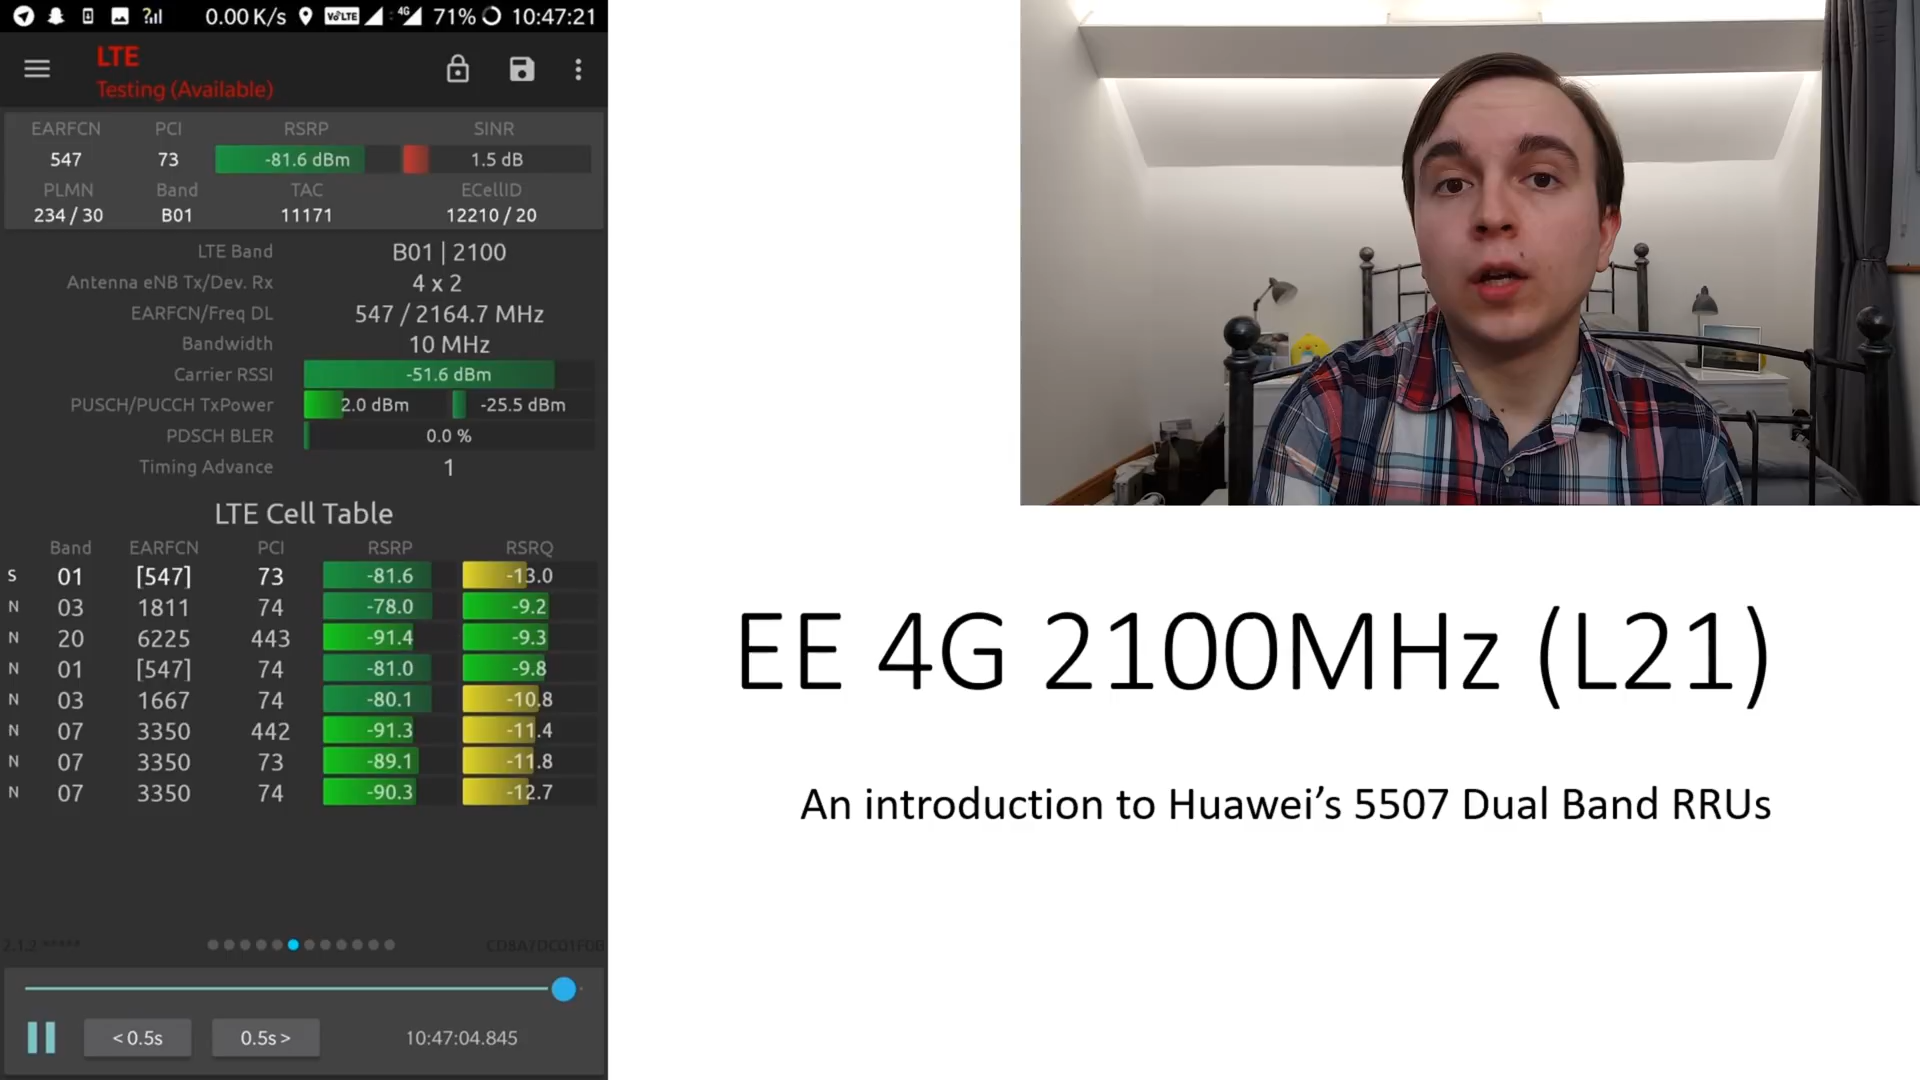 0.00 K/s VoLTE 4G 71% 10:47:21
LTE
Testing (Available)
EARFCN PCI RSRP SINR
547 73 -81.6 dBm 1.5 dB
PLMN Band TAC ECellID
234 / 30 B01 11171 12210 / 20
LTE Band B01 | 2100
Antenna eNB Tx/Dev. Rx 4 x 2
EARFCN/Freq DL 547 / 2164.7 MHz
Bandwidth 10 MHz
Carrier RSSI -51.6 dBm
PUSCH/PUCCH TxPower 2.0 dBm -25.5 dBm
PDSCH BLER 0.0 %
Timing Advance 1
LTE Cell Table
Band EARFCN PCI RSRP RSRQ
S 01 [547] 73 -81.6 -13.0
N 03 1811 74 -78.0 -9.2
N 20 6225 443 -91.4 -9.3
N 01 [547] 74 -81.0 -9.8
N 03 1667 74 -80.1 -10.8
N 07 3350 442 -91.3 -11.4
N 07 3350 73 -89.1 -11.8
N 07 3350 74 -90.3 -12.7
2.1.2 *****
< 0.5s 0.5s > 10:47:04.845
EE 4G 2100MHz (L21)
An introduction to Huawei’s 5507 Dual Band RRUs